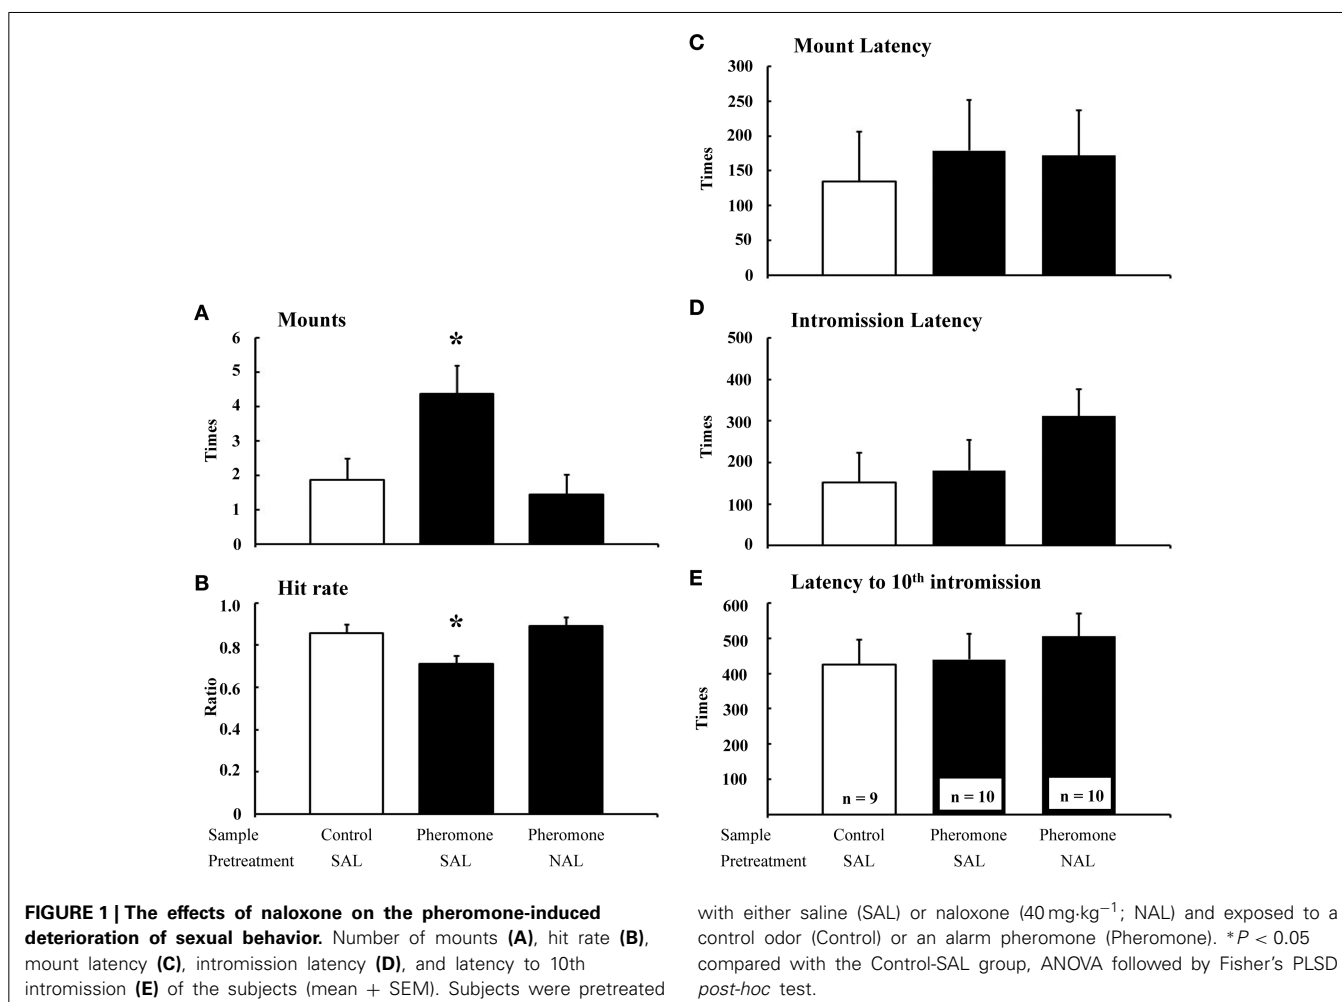 A Mounts
6
5
4
3
2
1
0
Times
*
B Hit rate
1.0
0.8
0.6
0.4
0.2
0
Ratio
*
Sample Control Pheromone Pheromone
Pretreatment SAL SAL NAL
C Mount Latency
300
250
200
150
100
50
0
Times
D Intromission Latency
500
400
300
200
100
0
Times
E Latency to 10th intromission
600
500
400
300
200
100
Times
n = 9 n = 10 n = 10
Sample Control Pheromone Pheromone
Pretreatment SAL SAL NAL
FIGURE 1 | The effects of naloxone on the pheromone-induced
deterioration of sexual behavior. Number of mounts (A), hit rate (B),
mount latency (C), intromission latency (D), and latency to 10th
intromission (E) of the subjects (mean + SEM). Subjects were pretreated
with either saline (SAL) or naloxone (40 mg·kg⁻¹; NAL) and exposed to a
control odor (Control) or an alarm pheromone (Pheromone). *P < 0.05
compared with the Control-SAL group, ANOVA followed by Fisher's PLSD
post-hoc test.